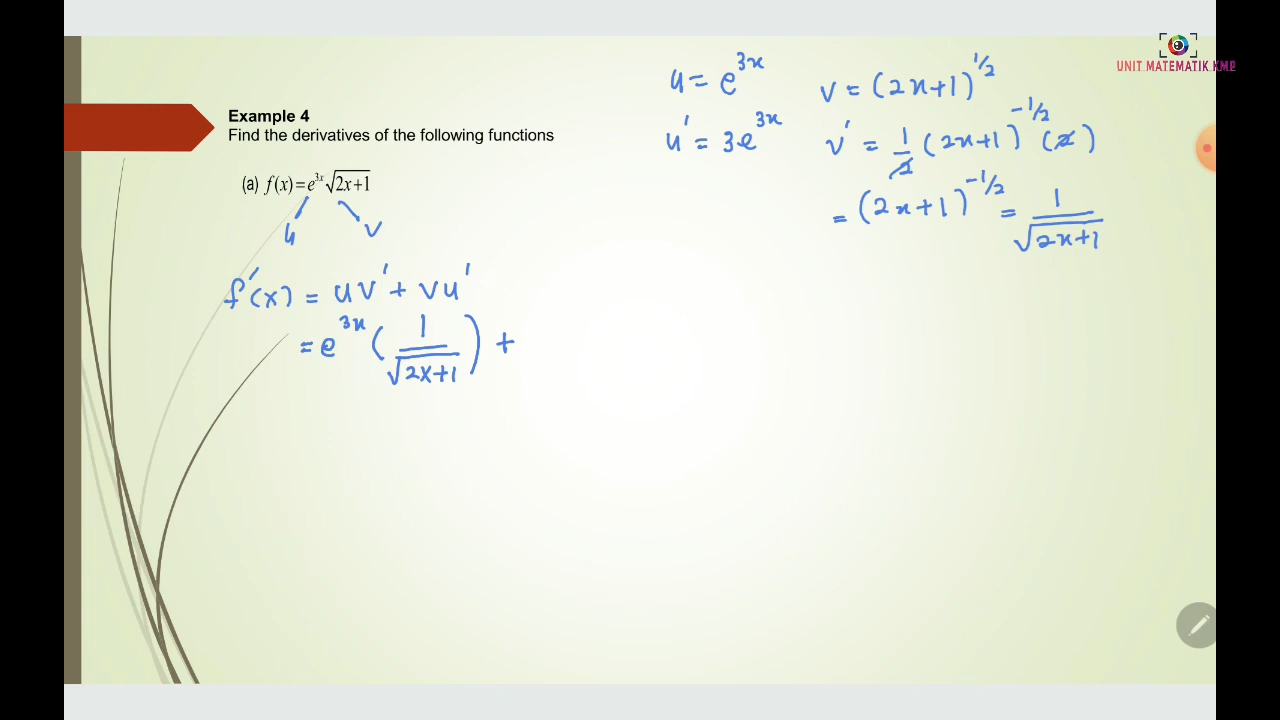 UNIT MATEMATIK KMP
Example 4
Find the derivatives of the following functions
(a) f(x) = e^{3x}√(2x+1)
u v
f'(x) = uv' + vu'
= e^{3x} ( 1/√(2x+1) ) +
u = e^{3x}
u' = 3e^{3x}
v = (2x+1)^{1/2}
v' = 1/2 (2x+1)^{-1/2} (2)
= (2x+1)^{-1/2} = 1/√(2x+1)